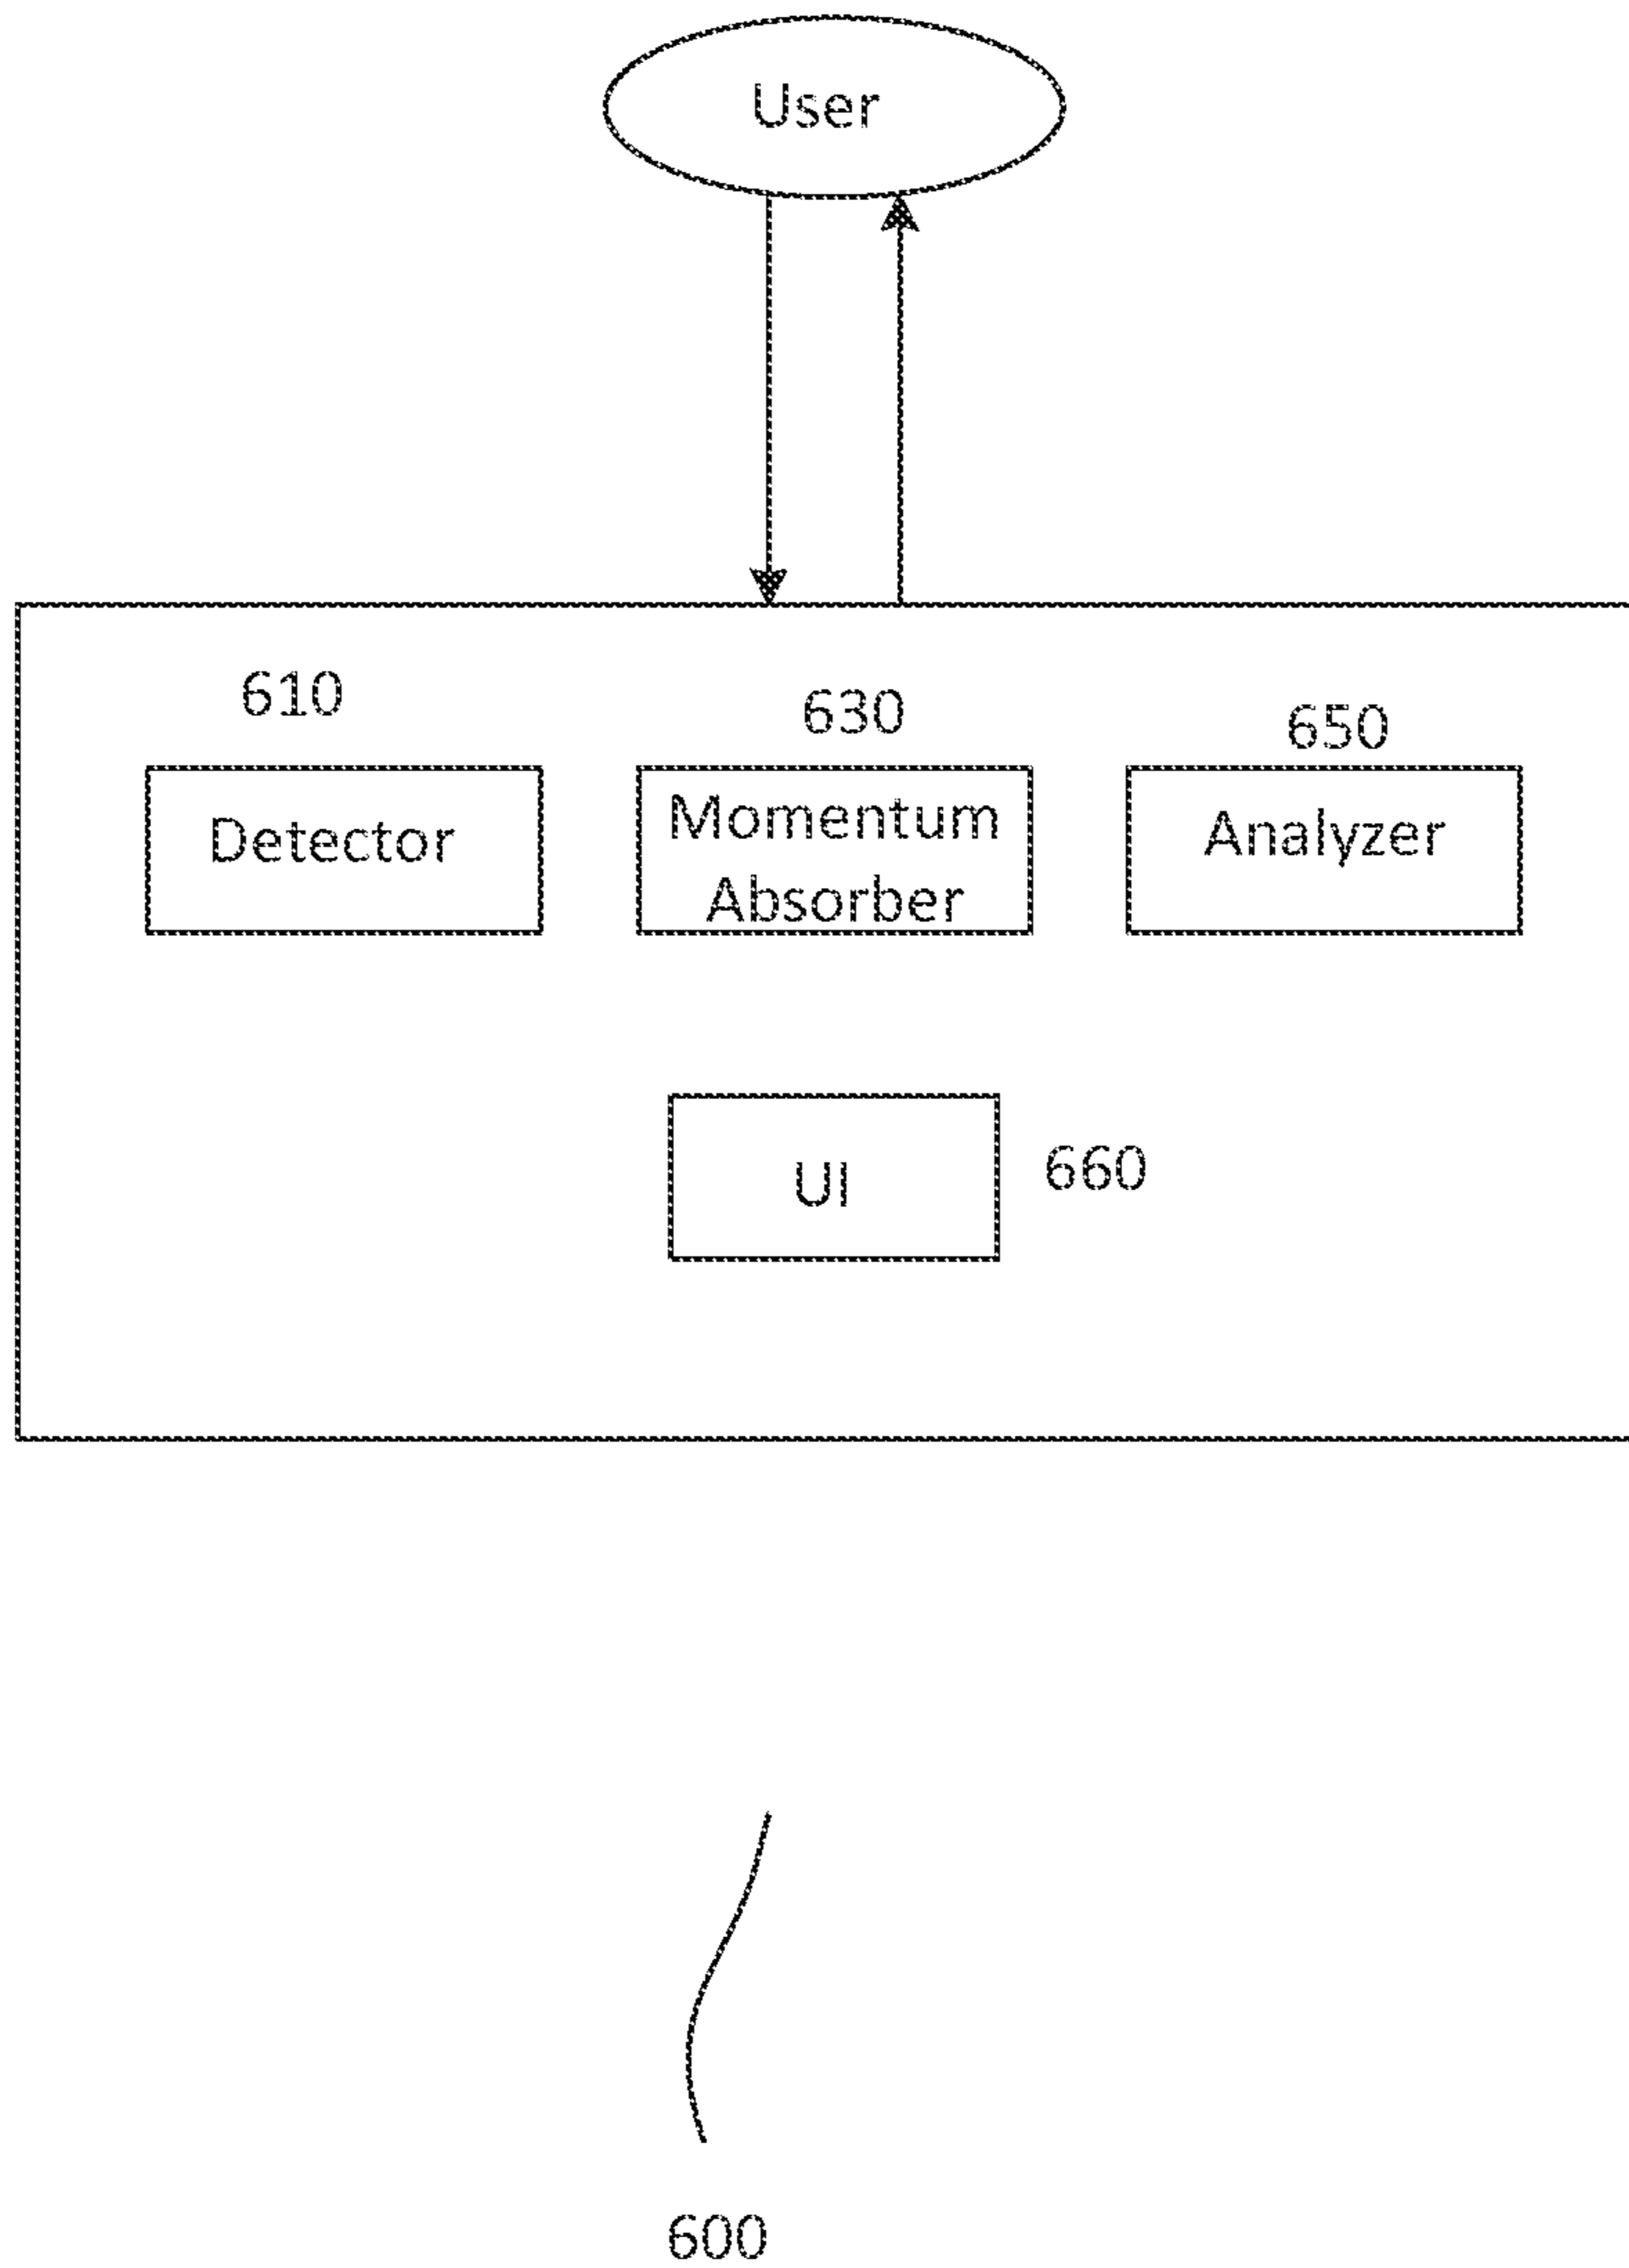 User
610
630
650
Detector
Momentum
Absorber
Analyzer
UI
660
600